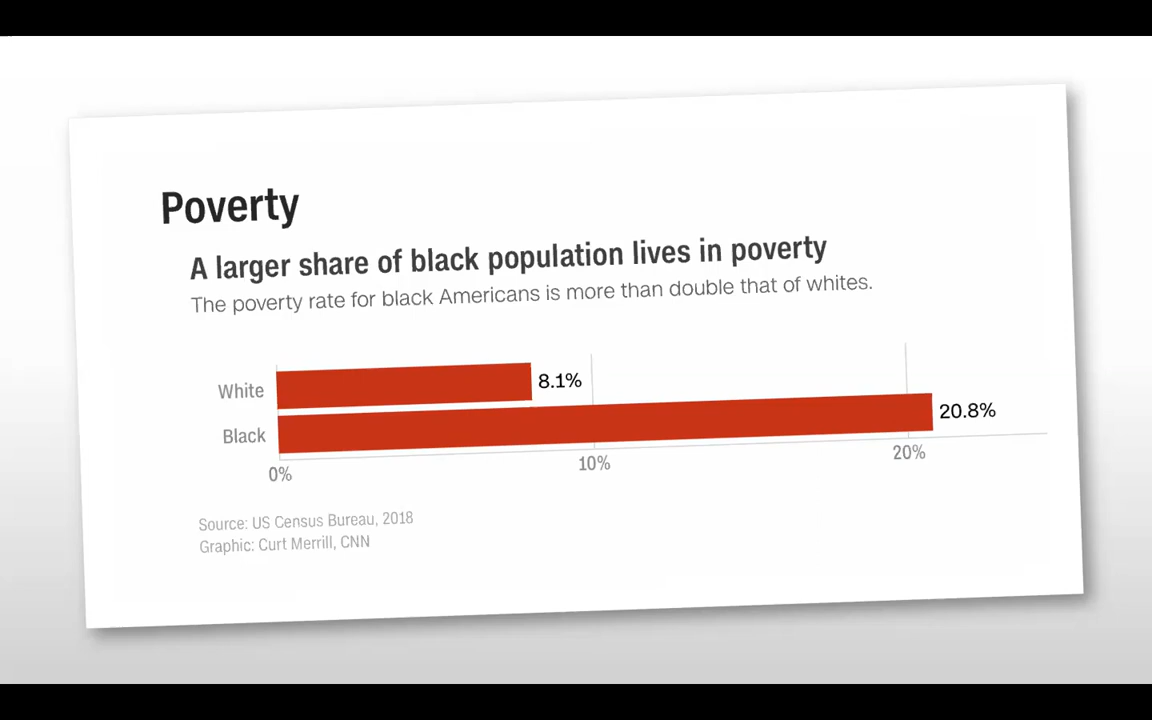 Poverty
A larger share of black population lives in poverty
The poverty rate for black Americans is more than double that of whites.
White 8.1%
Black 20.8%
0% 10% 20%
Source: US Census Bureau, 2018
Graphic: Curt Merrill, CNN